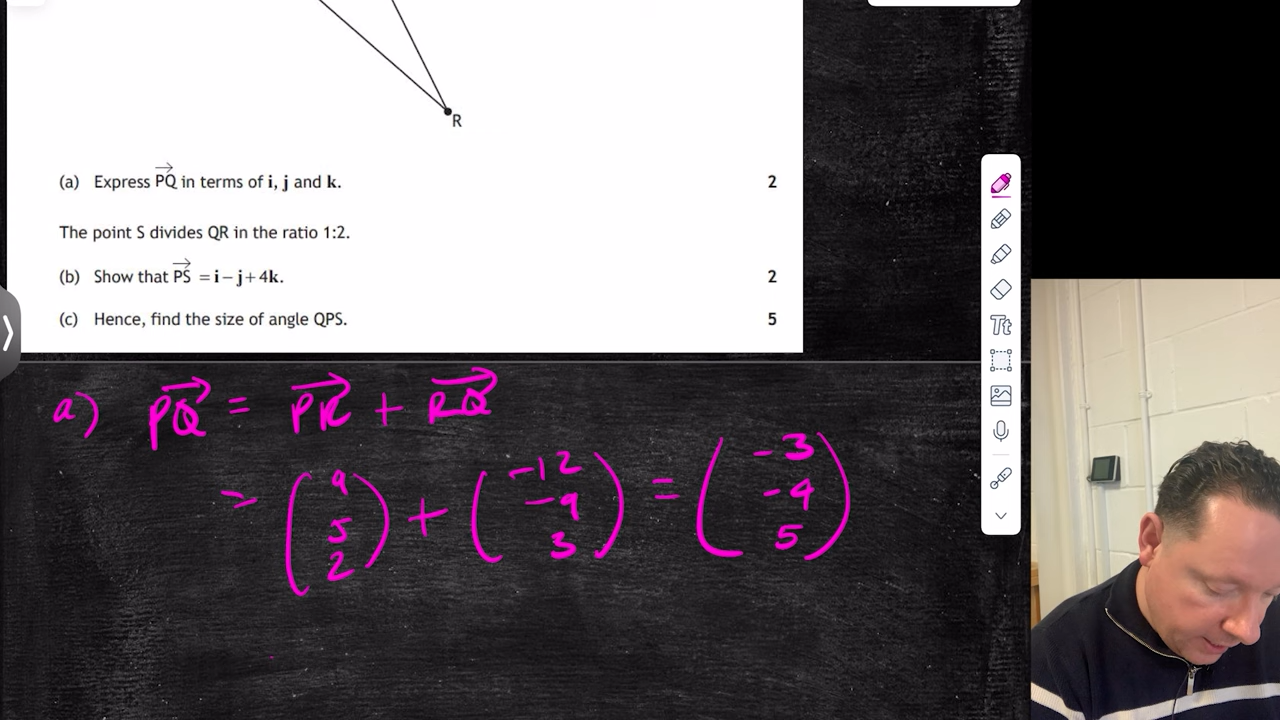 R
(a) Express PQ in terms of i, j and k. 2
The point S divides QR in the ratio 1:2.
(b) Show that PS = i − j + 4k. 2
(c) Hence, find the size of angle QPS. 5
a) PQ = PR + RQ
= (9 5 2) + (-12 -9 3) = (-3 -4 5)
Tt